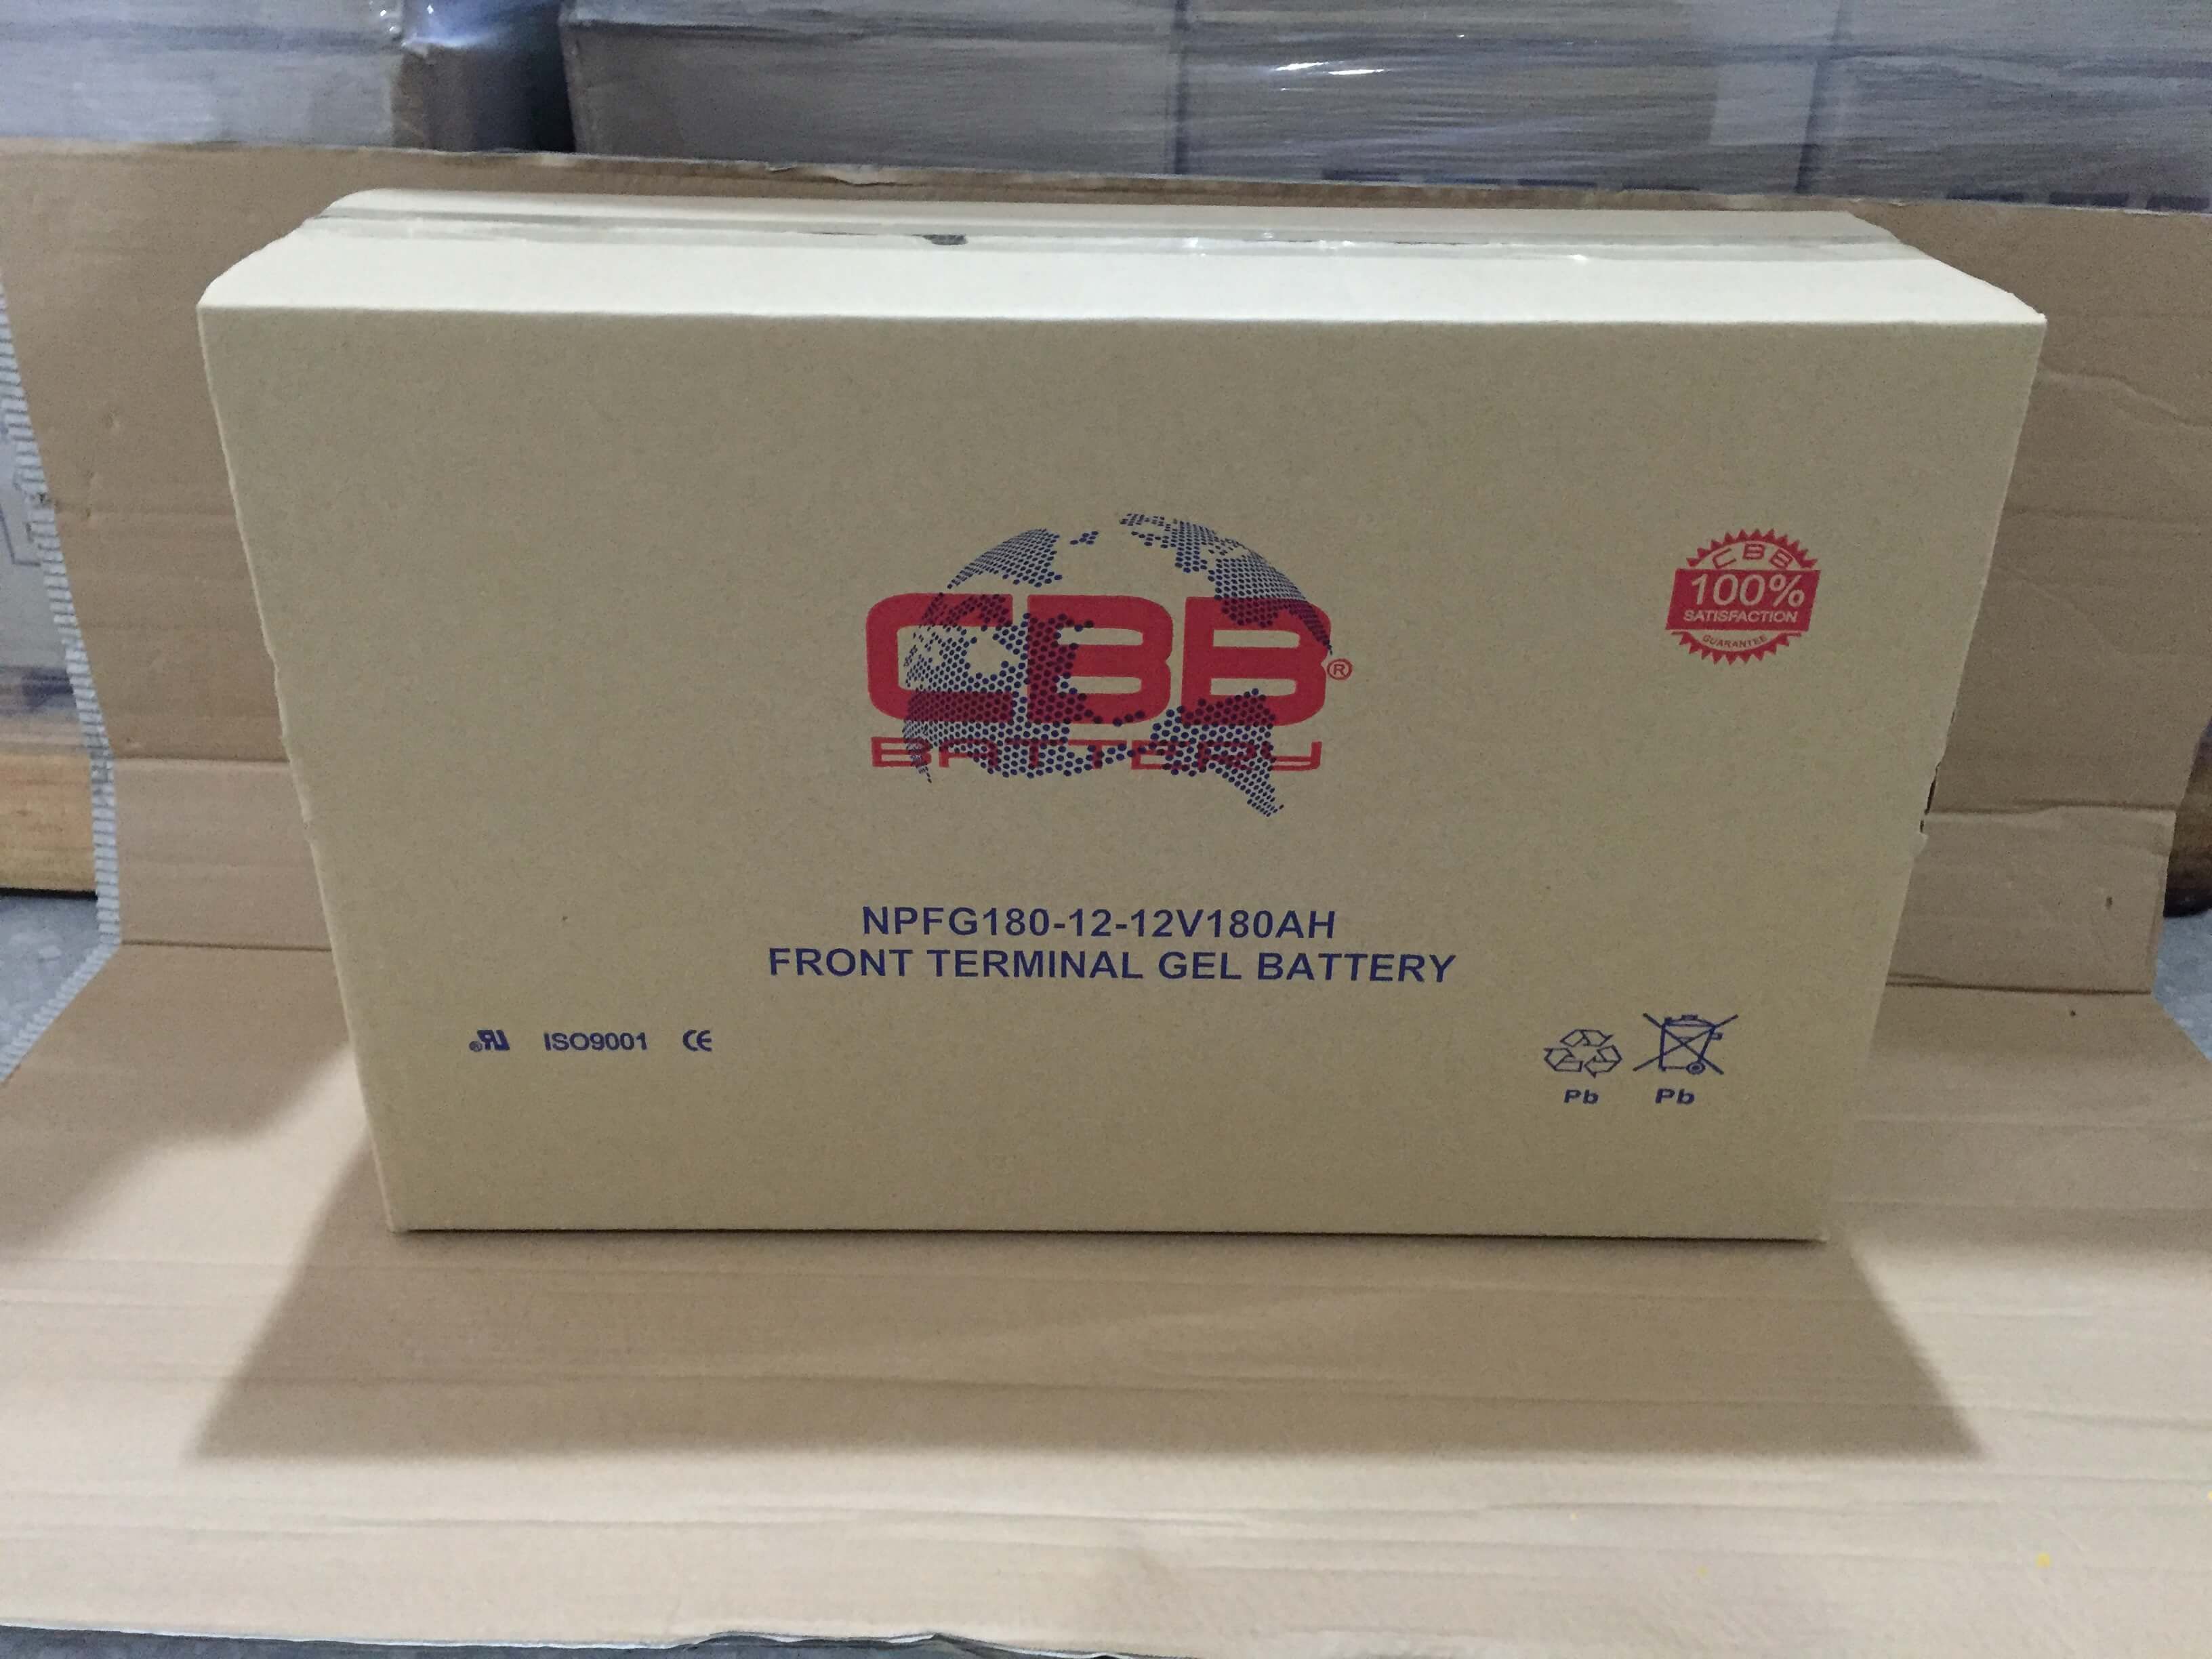 CBB®
BATTERY
CBB
100%
SATISFACTION
GUARANTEE
NPFG180-12-12V180AH
FRONT TERMINAL GEL BATTERY
ISO9001 CE
Pb Pb